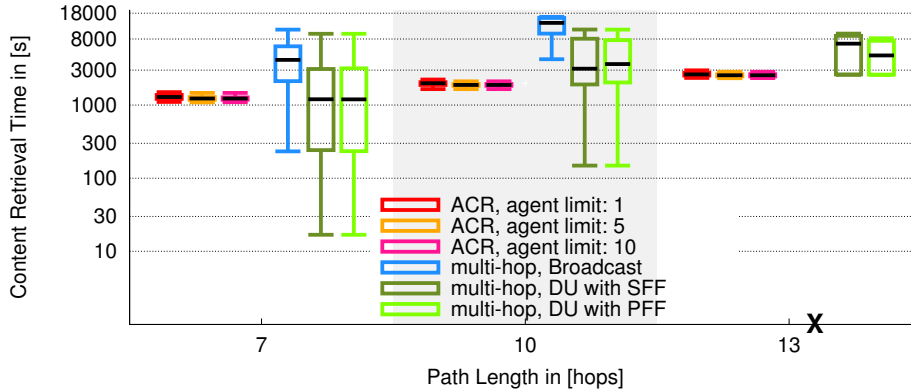 18000
8000
3000
1000
300
100
30
10
Content Retrieval Time in [s]
ACR, agent limit: 1
ACR, agent limit: 5
ACR, agent limit: 10
multi-hop, Broadcast
multi-hop, DU with SFF
multi-hop, DU with PFF
X
7
10
13
Path Length in [hops]